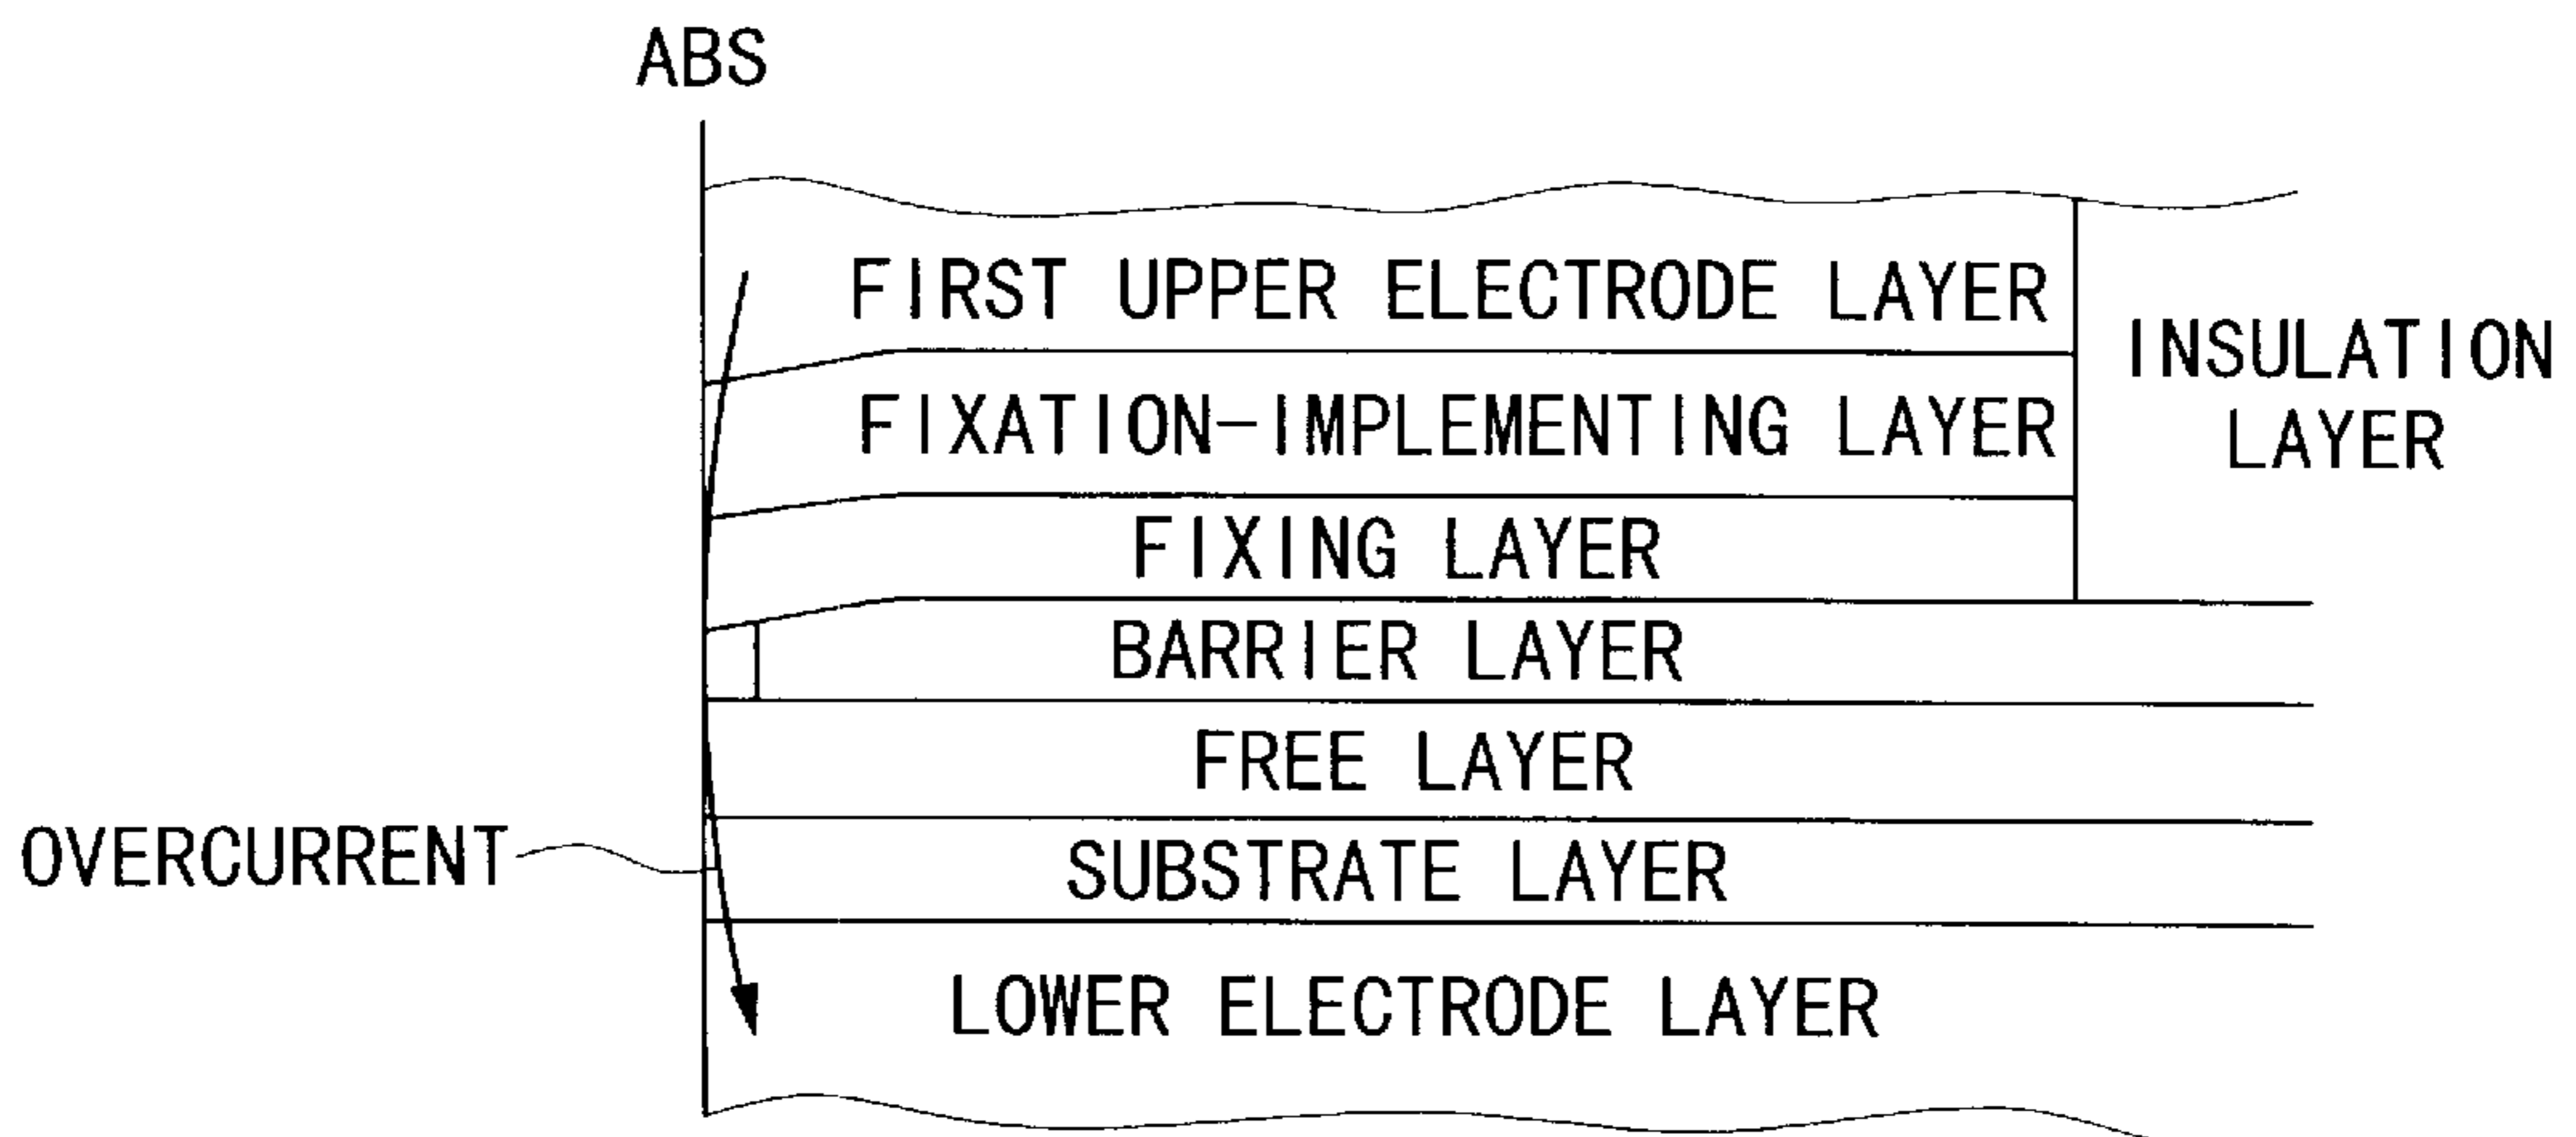 ABS
FIRST UPPER ELECTRODE LAYER
INSULATION
LAYER
FIXATION-IMPLEMENTING LAYER
FIXING LAYER
BARRIER LAYER
FREE LAYER
OVERCURRENT
SUBSTRATE LAYER
LOWER ELECTRODE LAYER